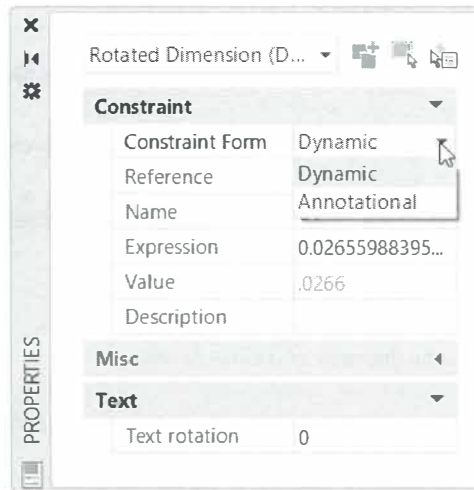 Rotated Dimension (D...
Constraint
Constraint Form Dynamic
Reference Dynamic
Name Annotational
Expression 0.02655988395...
Value .0266
Description
Misc
Text
Text rotation 0
PROPERTIES